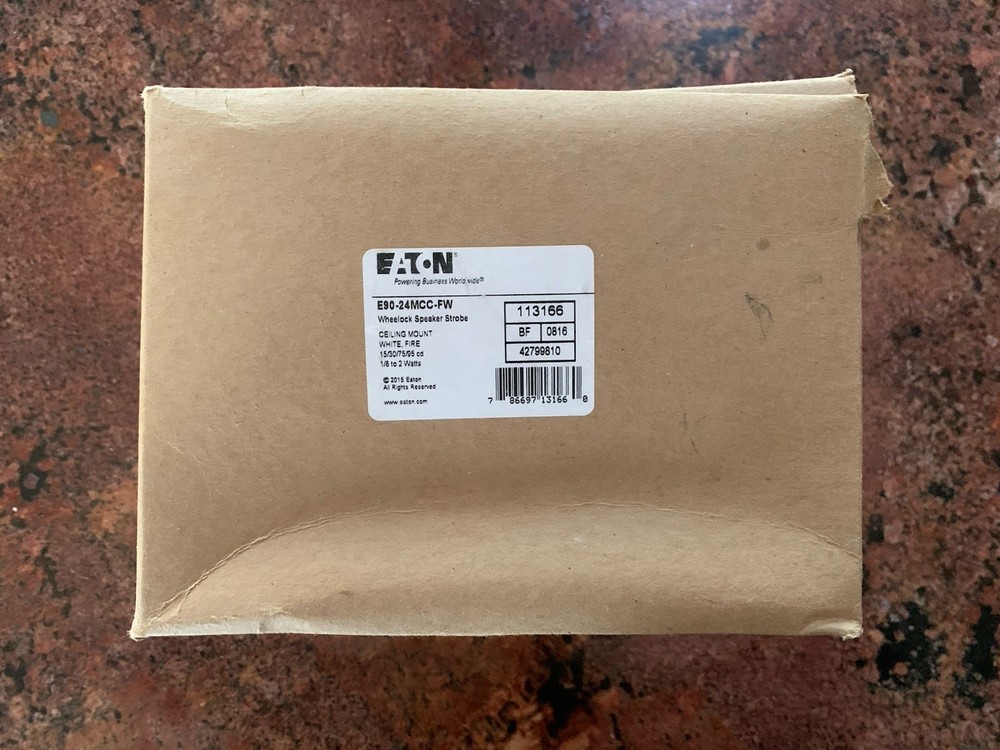 EATON®
Powering Business Worldwide
E90-24MCC-FW
Wheelock Speaker Strobe
CEILING MOUNT
WHITE, FIRE
15/30/75/95 cd
1/8 to 2 Watts
© 2015 Eaton
All Rights Reserved
www.eaton.com
113166
BF 0816
42799810
7 86697 13166 0